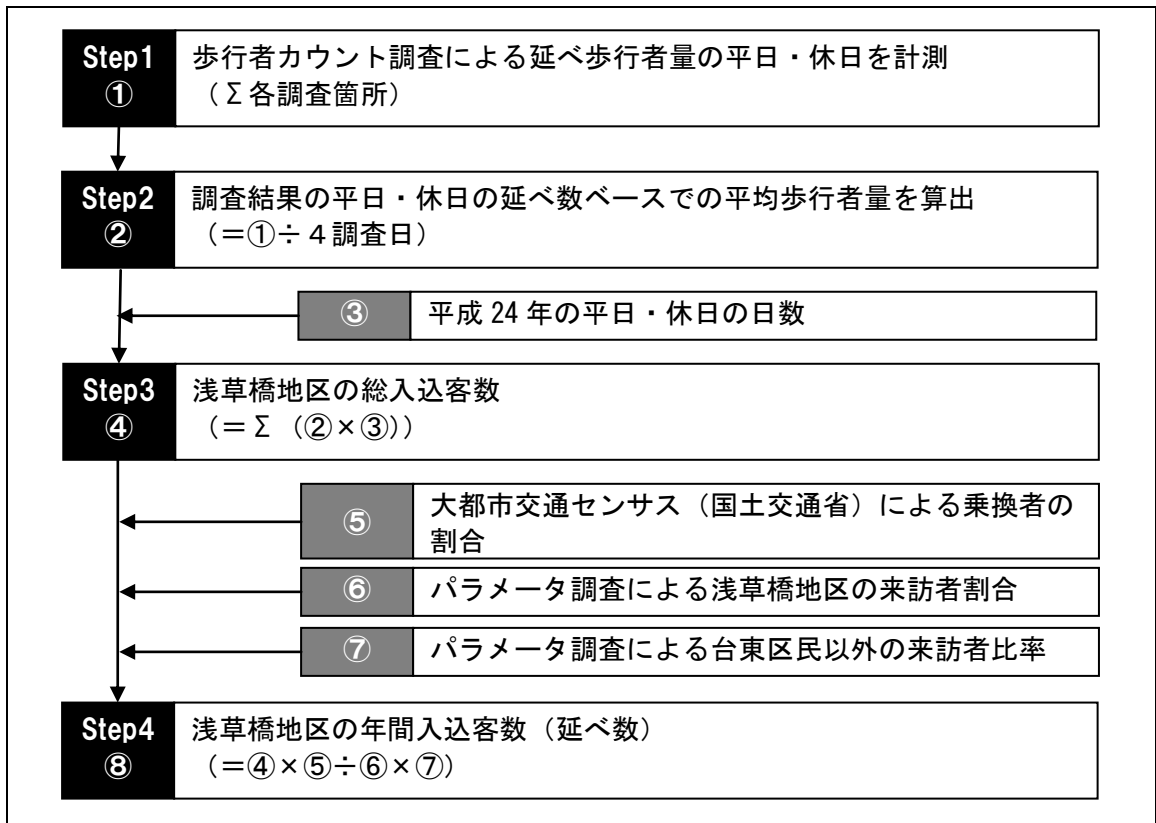 Step1
①
歩行者カウント調査による延べ歩行者量の平日・休日を計測
（Σ各調査箇所）
Step2
②
調査結果の平日・休日の延べ数ベースでの平均歩行者量を算出
（＝①÷４調査日）
③
平成 24 年の平日・休日の日数
Step3
④
浅草橋地区の総入込客数
（＝Σ（②×③））
⑤
大都市交通センサス（国土交通省）による乗換者の
割合
⑥
パラメータ調査による浅草橋地区の来訪者割合
⑦
パラメータ調査による台東区民以外の来訪者比率
Step4
⑧
浅草橋地区の年間入込客数（延べ数）
（＝④×⑤÷⑥×⑦）